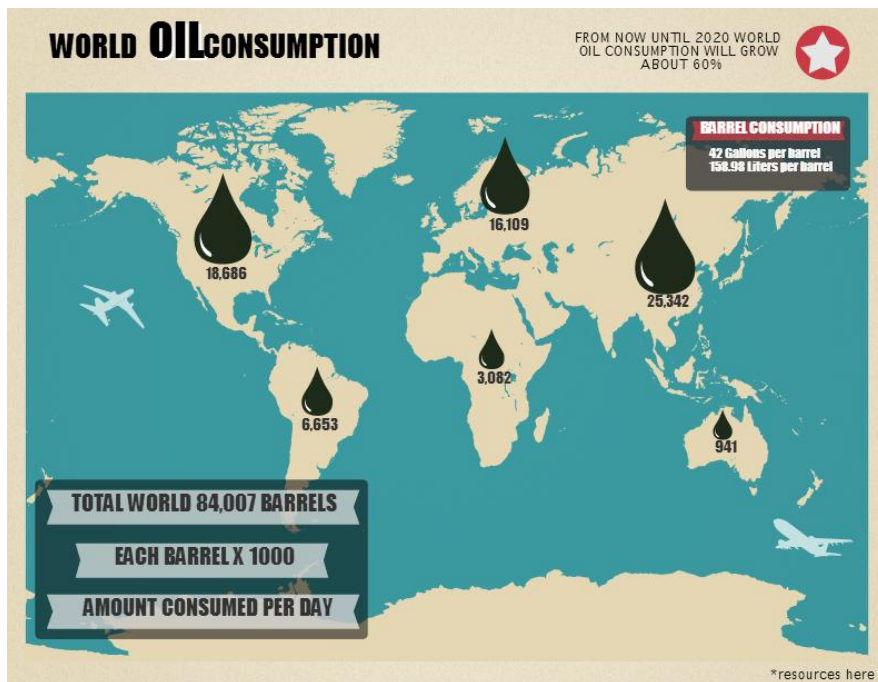 WORLD OIL CONSUMPTION
FROM NOW UNTIL 2020 WORLD
OIL CONSUMPTION WILL GROW
ABOUT 60%
BARREL CONSUMPTION
42 Gallons per barrel
158.98 Liters per barrel
16,109
18,686
25,342
3,082
6,653
941
TOTAL WORLD 84,007 BARRELS
EACH BARREL X 1000
AMOUNT CONSUMED PER DAY
*resources here